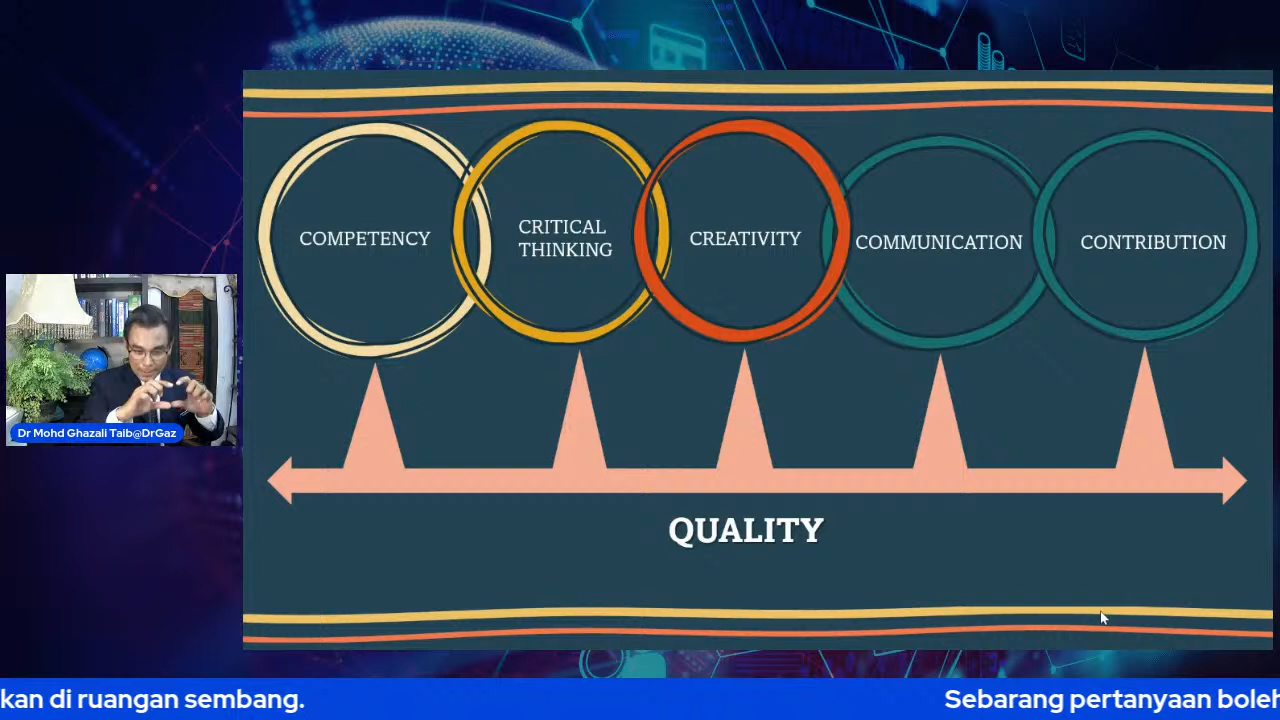 COMPETENCY
CRITICAL
THINKING
CREATIVITY
COMMUNICATION
CONTRIBUTION
QUALITY
Dr Mohd Ghazali Taib@DrGaz
kan di ruangan sembang.
Sebarang pertanyaan boleh